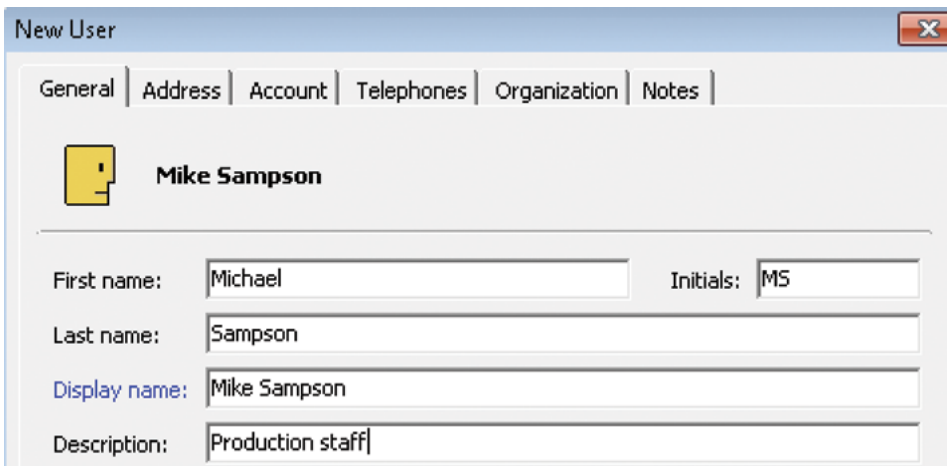 New User
General Address Account Telephones Organization Notes
Mike Sampson
First name: Michael Initials: MS
Last name: Sampson
Display name: Mike Sampson
Description: Production staff